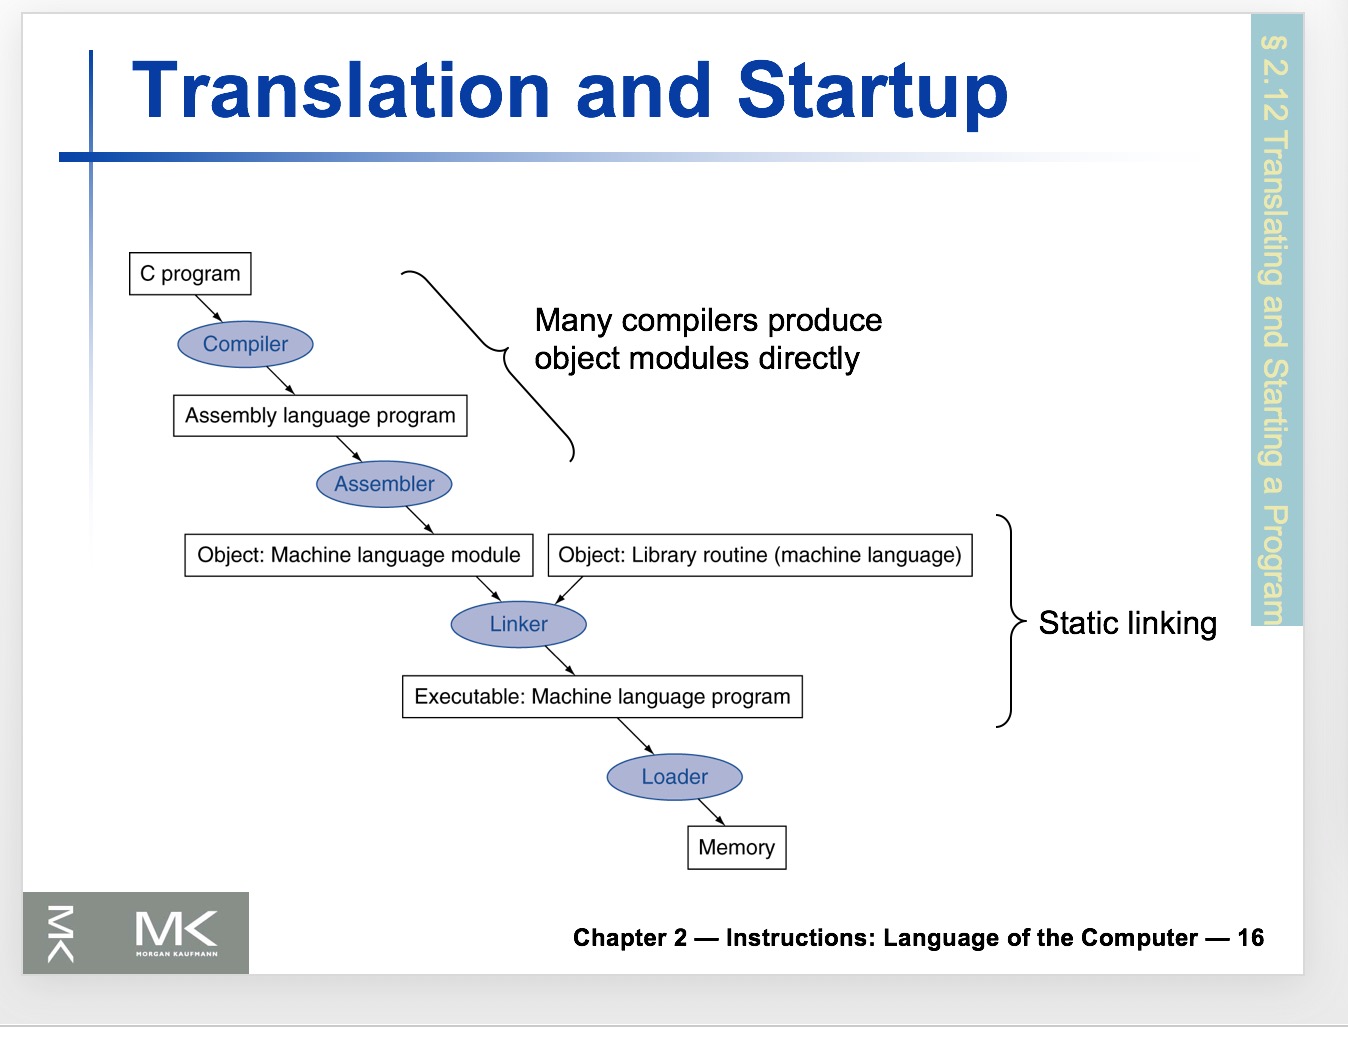 Translation and Startup
§ 2.12 Translating and Starting a Program
C program
Compiler
Many compilers produce
object modules directly
Assembly language program
Assembler
Object: Machine language module
Object: Library routine (machine language)
Linker
Static linking
Executable: Machine language program
Loader
Memory
MK
MK
MORGAN KAUFMANN
Chapter 2 — Instructions: Language of the Computer — 16